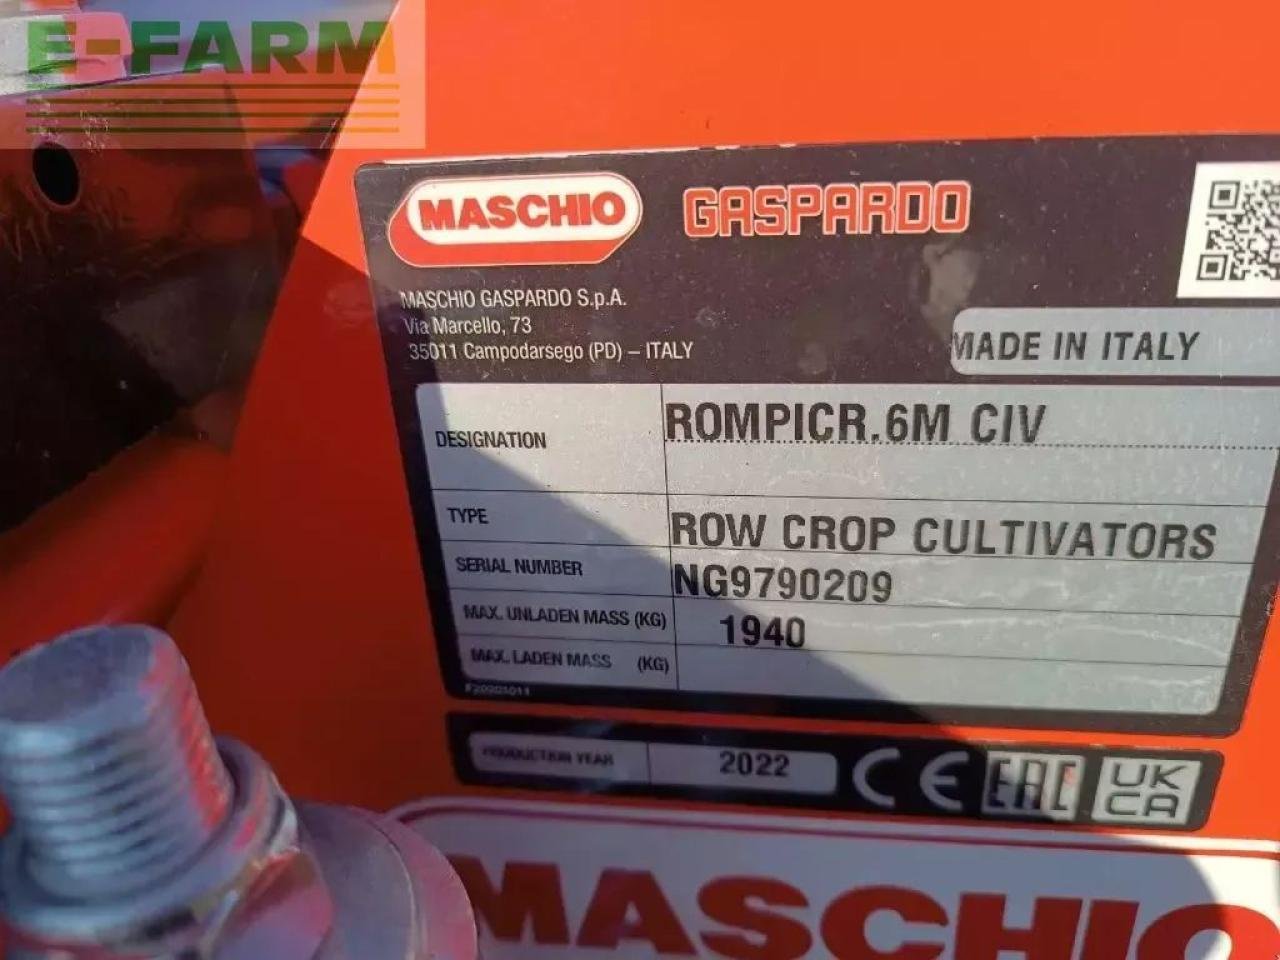 E-FARM
MASCHIO GASPARDO
MASCHIO GASPARDO S.p.A.
Via Marcello, 73
35011 Campodarsego (PD) – ITALY
MADE IN ITALY
DESIGNATION ROMPICR.6M CIV
TYPE ROW CROP CULTIVATORS
SERIAL NUMBER NG9790209
MAX. UNLADEN MASS (KG) 1940
MAX. LADEN MASS (KG)
PRODUCTION YEAR 2022 CE EAC UK
CA
MASCHIO